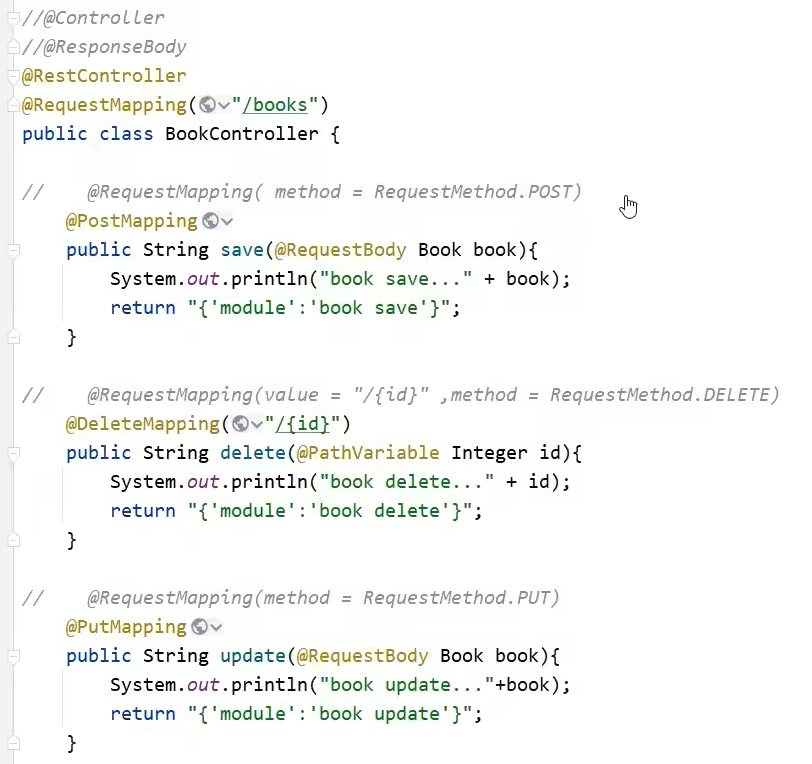 //@Controller
//@ResponseBody
@RestController
@RequestMapping("/books")
public class BookController {
//    @RequestMapping( method = RequestMethod.POST)
    @PostMapping
    public String save(@RequestBody Book book){
        System.out.println("book save..." + book);
        return "{'module':'book save'}";
    }
//    @RequestMapping(value = "/{id}" ,method = RequestMethod.DELETE)
    @DeleteMapping("/{id}")
    public String delete(@PathVariable Integer id){
        System.out.println("book delete..." + id);
        return "{'module':'book delete'}";
    }
//    @RequestMapping(method = RequestMethod.PUT)
    @PutMapping
    public String update(@RequestBody Book book){
        System.out.println("book update..."+book);
        return "{'module':'book update'}";
    }